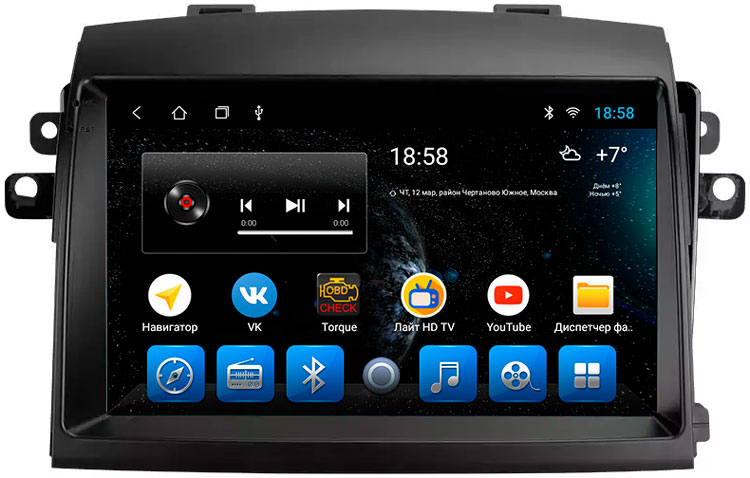 18:58
18:58
+7°
ЧТ, 12 мар, район Чертаново Южное, Москва
Днём +8°
Ночью +5°
0:00
0:00
OBD
CHECK
Навигатор
VK
Torque
Лайт HD TV
YouTube
Диспетчер фа..